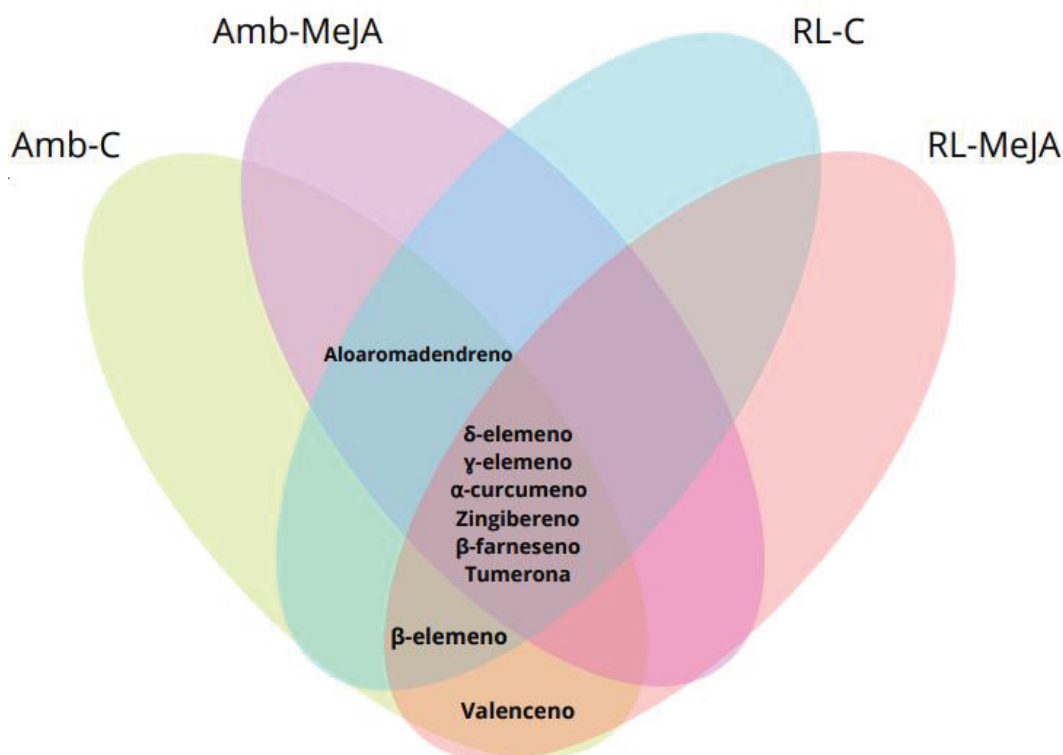 Amb-MeJA
RL-C
Amb-C
RL-MeJA
Aloaromadendreno
δ-elemeno
ɣ-elemeno
α-curcumeno
Zingibereno
β-farneseno
Tumerona
β-elemeno
Valenceno